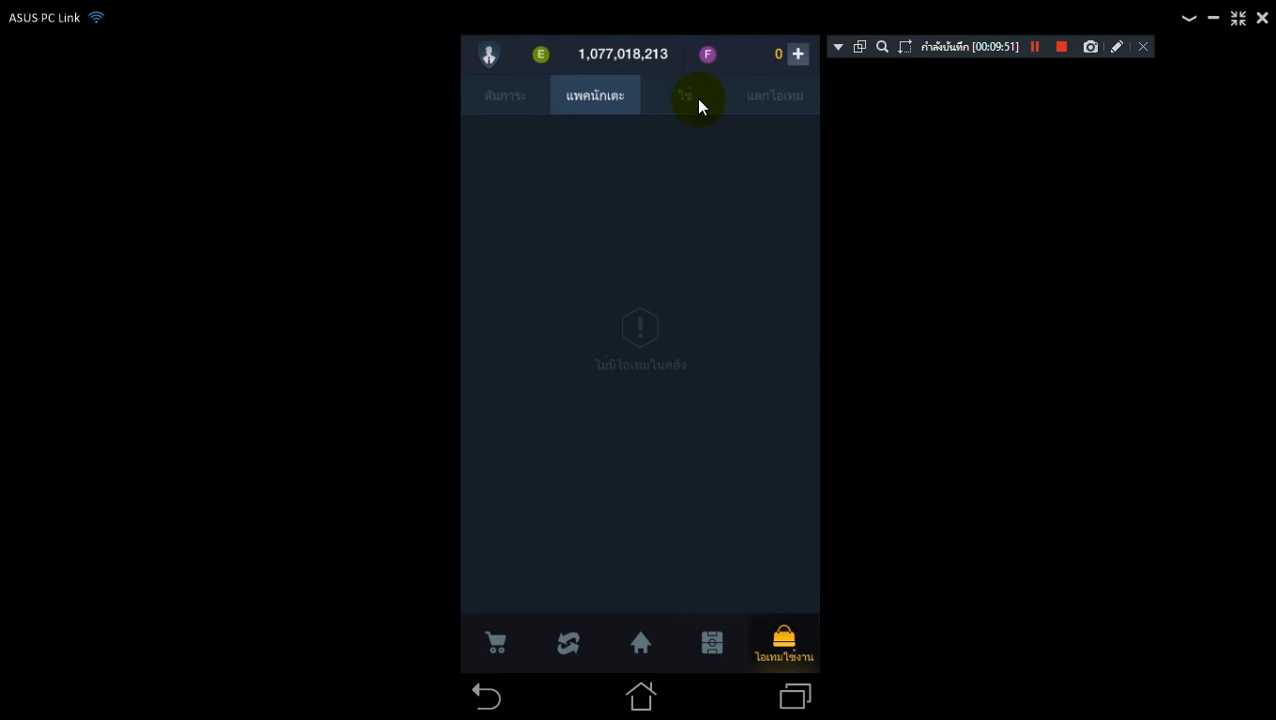 ASUS PC Link
E 1,077,018,213 F 0
กำลังบันทึก [00:09:51]
สัมภาระ แพคนักเตะ ใช้ แลกไอเทม
ไม่มีไอเทมในคลัง
ไอเทมใช้งาน